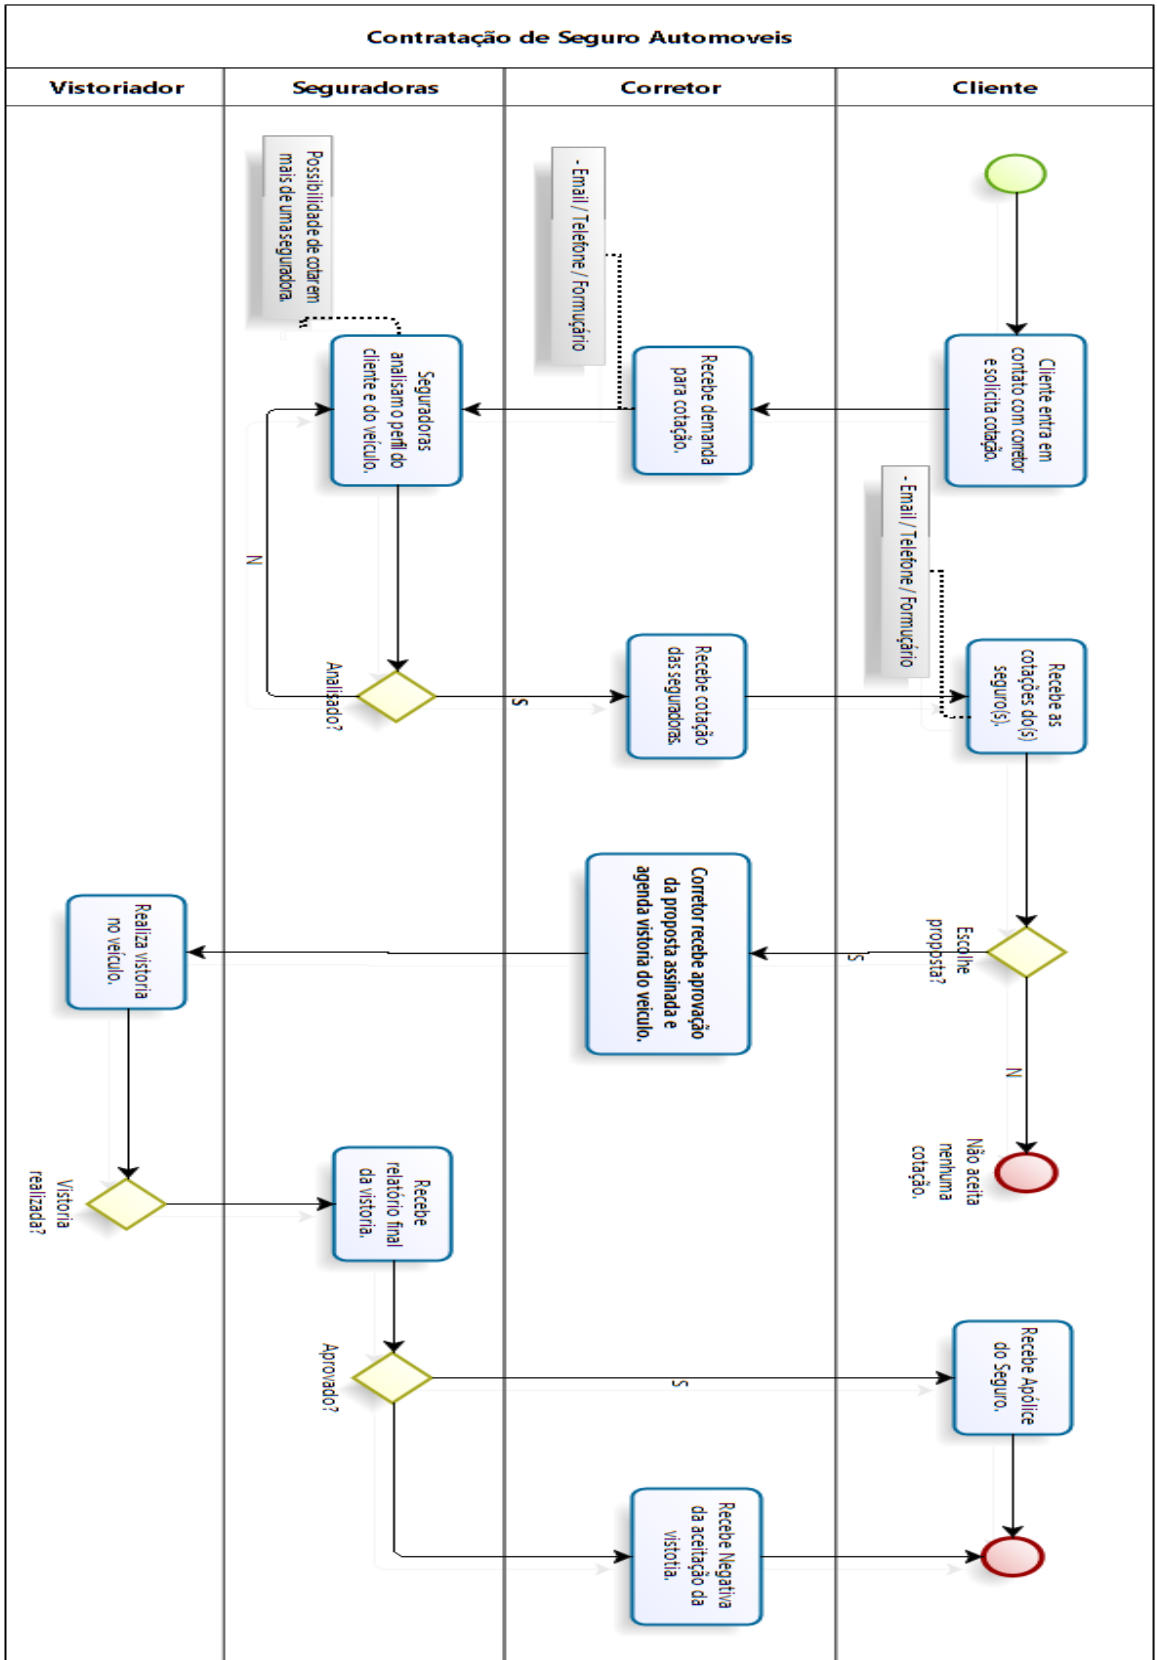 Contratação de Seguro Automoveis
Vistoriador
Seguradoras
Corretor
Cliente
Cliente entra em
contato com corretor
e solicita cotação.
- Email / Telefone / Formuçário
Recebe demanda
para cotação.
- Email / Telefone / Formuçário
Possibilidade de cotar em
mais de uma seguradora.
Seguradoras
analisam o perfil do
cliente e do veículo.
N
Analisado?
S
Recebe cotação
das seguradoras.
Recebe as
cotações do(s)
seguro(s).
Escolhe
proposta?
N
Não aceita
nenhuma
cotação.
S
Corretor recebe aprovação
da proposta assinada e
agenda vistoria do veiculo.
Realiza vistoria
no veículo.
Vistoria
realizada?
Recebe
relatório final
da vistoria.
Aprovado?
S
Recebe Apólice
do Seguro.
Recebe Negativa
da aceitação da
vistotia.